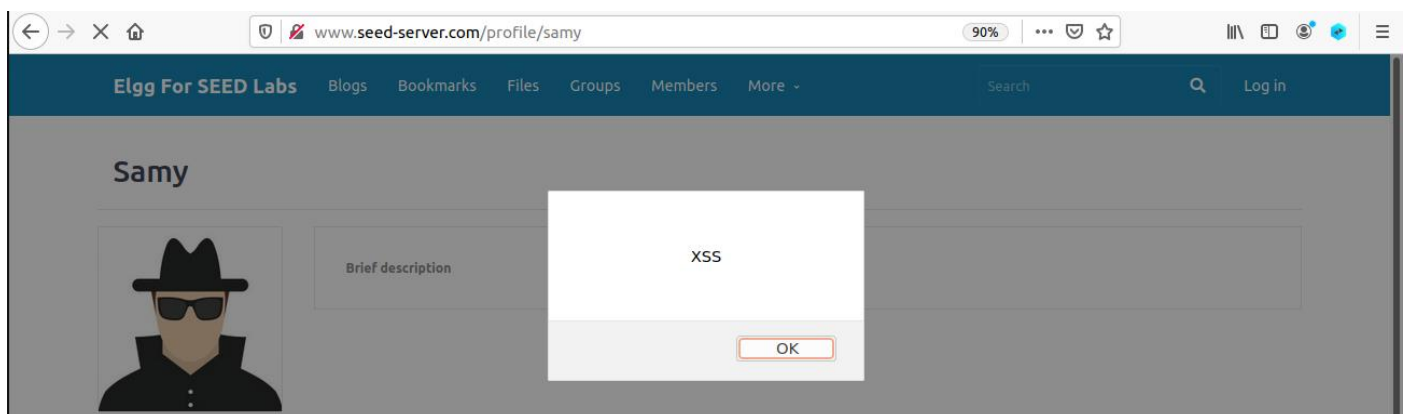 www.seed-server.com/profile/samy 90%
Elgg For SEED Labs Blogs Bookmarks Files Groups Members More Search Log in
Samy
XSS
Brief description
OK